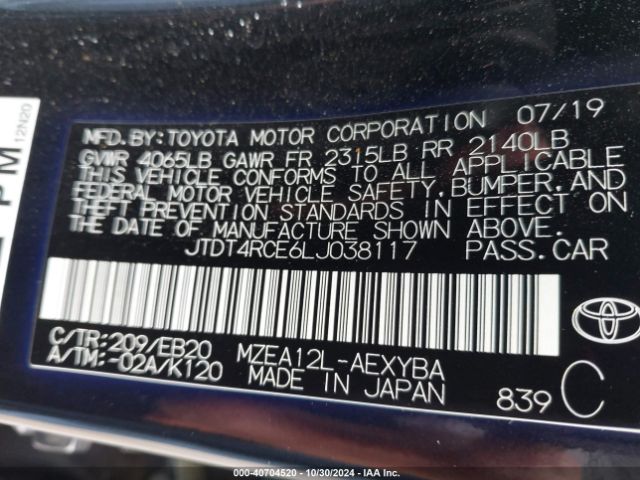 07/19
MFD.BY:TOYOTA MOTOR CORPORATION
GVWR 4065LB GAWR FR 2315LB RR 2140LB
THIS VEHICLE CONFORMS TO ALL APPLICABLE
FEDERAL MOTOR VEHICLE SAFETY,BUMPER,AND
THEFT PREVENTION STANDARDS IN EFFECT ON
THE DATE OF MANUFACTURE SHOWN ABOVE.
JTDT4RCE6LJ038117 PASS.CAR
C/TR:209/EB20 MZEA12L-AEXYBA
A/TM:-02A/K120 MADE IN JAPAN 839 C
12N20
PM
000-40704520 • 10/30/2024 - IAA Inc.